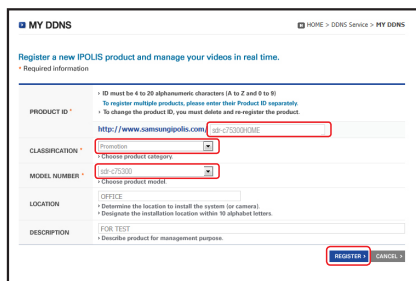 MY DDNS
HOME > DDNS Service > MY DDNS
Register a new IPOLIS product and manage your videos in real time.
* Required information
PRODUCT ID *
› ID must be 4 to 20 alphanumeric characters (A to Z and 0 to 9)
To register multiple products, please enter their Product ID separately.
› To change the product ID, you must delete and re-register the product.
http://www.samsungipolis.com/ sdr-c75300HOME
CLASSIFICATION *
Promotion
› Choose product category.
MODEL NUMBER *
sdr-c75300
› Choose product model.
LOCATION
OFFICE
› Determine the location to install the system (or camera).
› Designate the installation location within 10 alphabet letters.
DESCRIPTION
FOR TEST
› Describe product for management purpose.
REGISTER › CANCEL ›